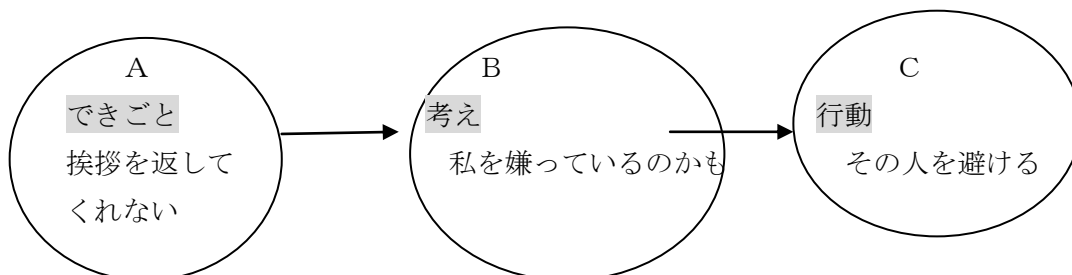 A
できごと
挨拶を返して
くれない
B
考え
私を嫌っているのかも
C
行動
その人を避ける